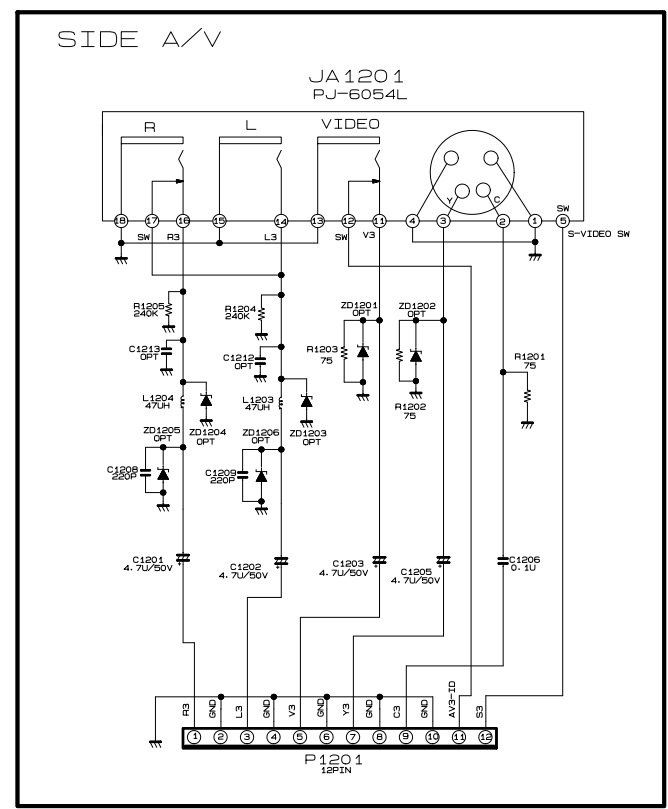 SIDE A/V
JA1201
PJ-6054L
R L VIDEO
Y C
18 17 16 15 14 13 12 11 4 3 2 1 5
SW
SW R3 L3 SW V3 S-VIDEO SW
R1205
240K
R1204
240K
ZD1201
OPT
ZD1202
OPT
C1213
OPT
C1212
OPT
R1203
75
R1202
75
R1201
75
L1204
47UH
ZD1204
OPT
L1203
47UH
ZD1203
OPT
ZD1205
OPT
ZD1206
OPT
C1208
220P
C1209
220P
C1201
4.7U/50V
C1202
4.7U/50V
C1203
4.7U/50V
C1205
4.7U/50V
C1206
0.1U
+ + + +
R3 GND L3 GND V3 GND Y3 GND C3 GND AV3-ID S3
1 2 3 4 5 6 7 8 9 10 11 12
P1201
12PIN